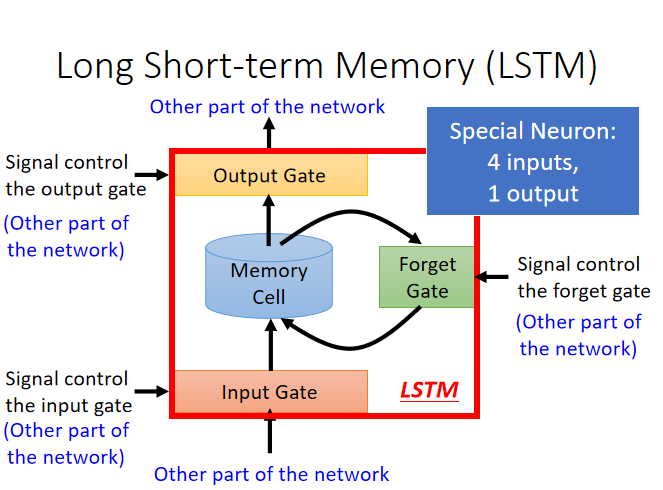 Long Short-term Memory (LSTM)
Other part of the network
Special Neuron:
4 inputs,
1 output
Signal control
the output gate
(Other part of
the network)
Output Gate
Memory
Cell
Forget
Gate
Signal control
the forget gate
(Other part of
the network)
Signal control
the input gate
(Other part of
the network)
Input Gate
LSTM
Other part of the network